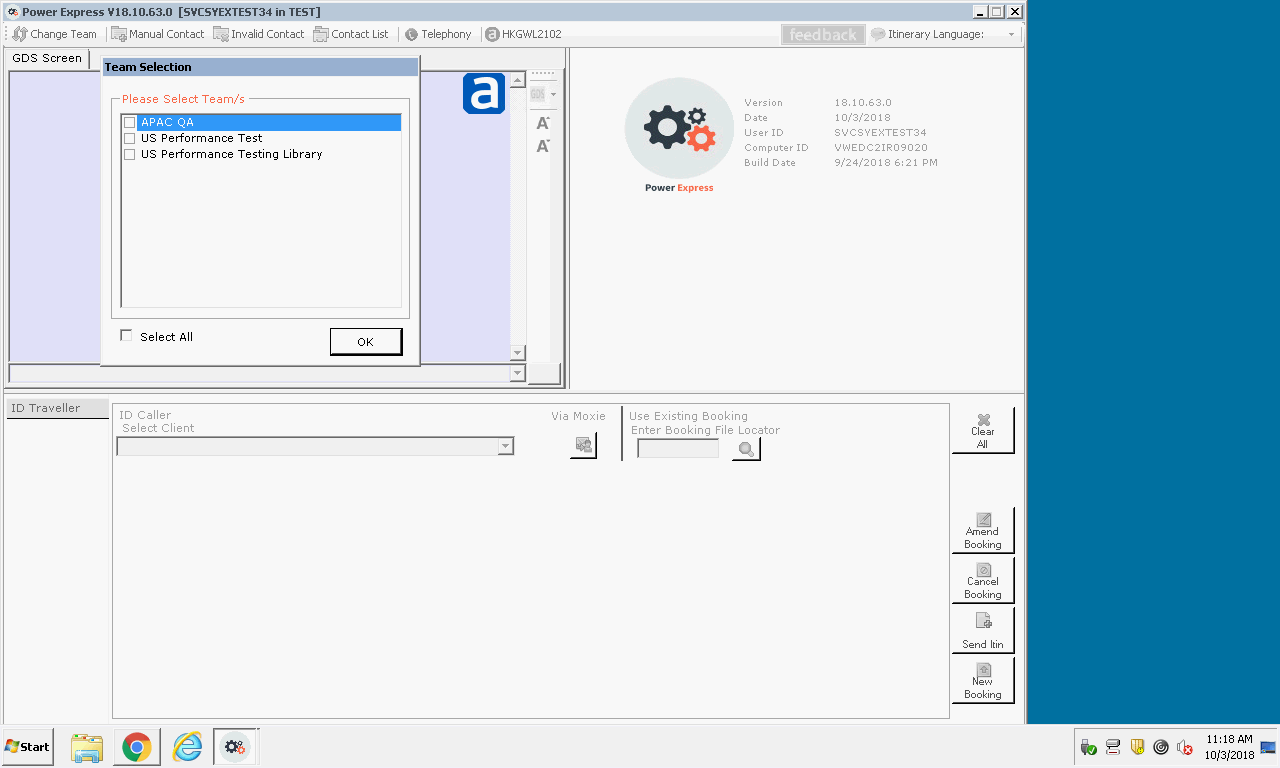 Power Express V18.10.63.0 [SVCSYEXTEST34 in TEST]
Change Team Manual Contact Invalid Contact Contact List Telephony HKGWL2102 feedback Itinerary Language:
GDS Screen
Team Selection
Please Select Team/s
APAC QA
US Performance Test
US Performance Testing Library
Select All
OK
a
GDS
A
A
Power Express
Version 18.10.63.0
Date 10/3/2018
User ID SVCSYEXTEST34
Computer ID VWEDC2IR09020
Build Date 9/24/2018 6:21 PM
ID Traveller
ID Caller
Select Client
Via Moxie
Use Existing Booking
Enter Booking File Locator
Clear
All
Amend
Booking
Cancel
Booking
Send Itin
New
Booking
Start
11:18 AM
10/3/2018